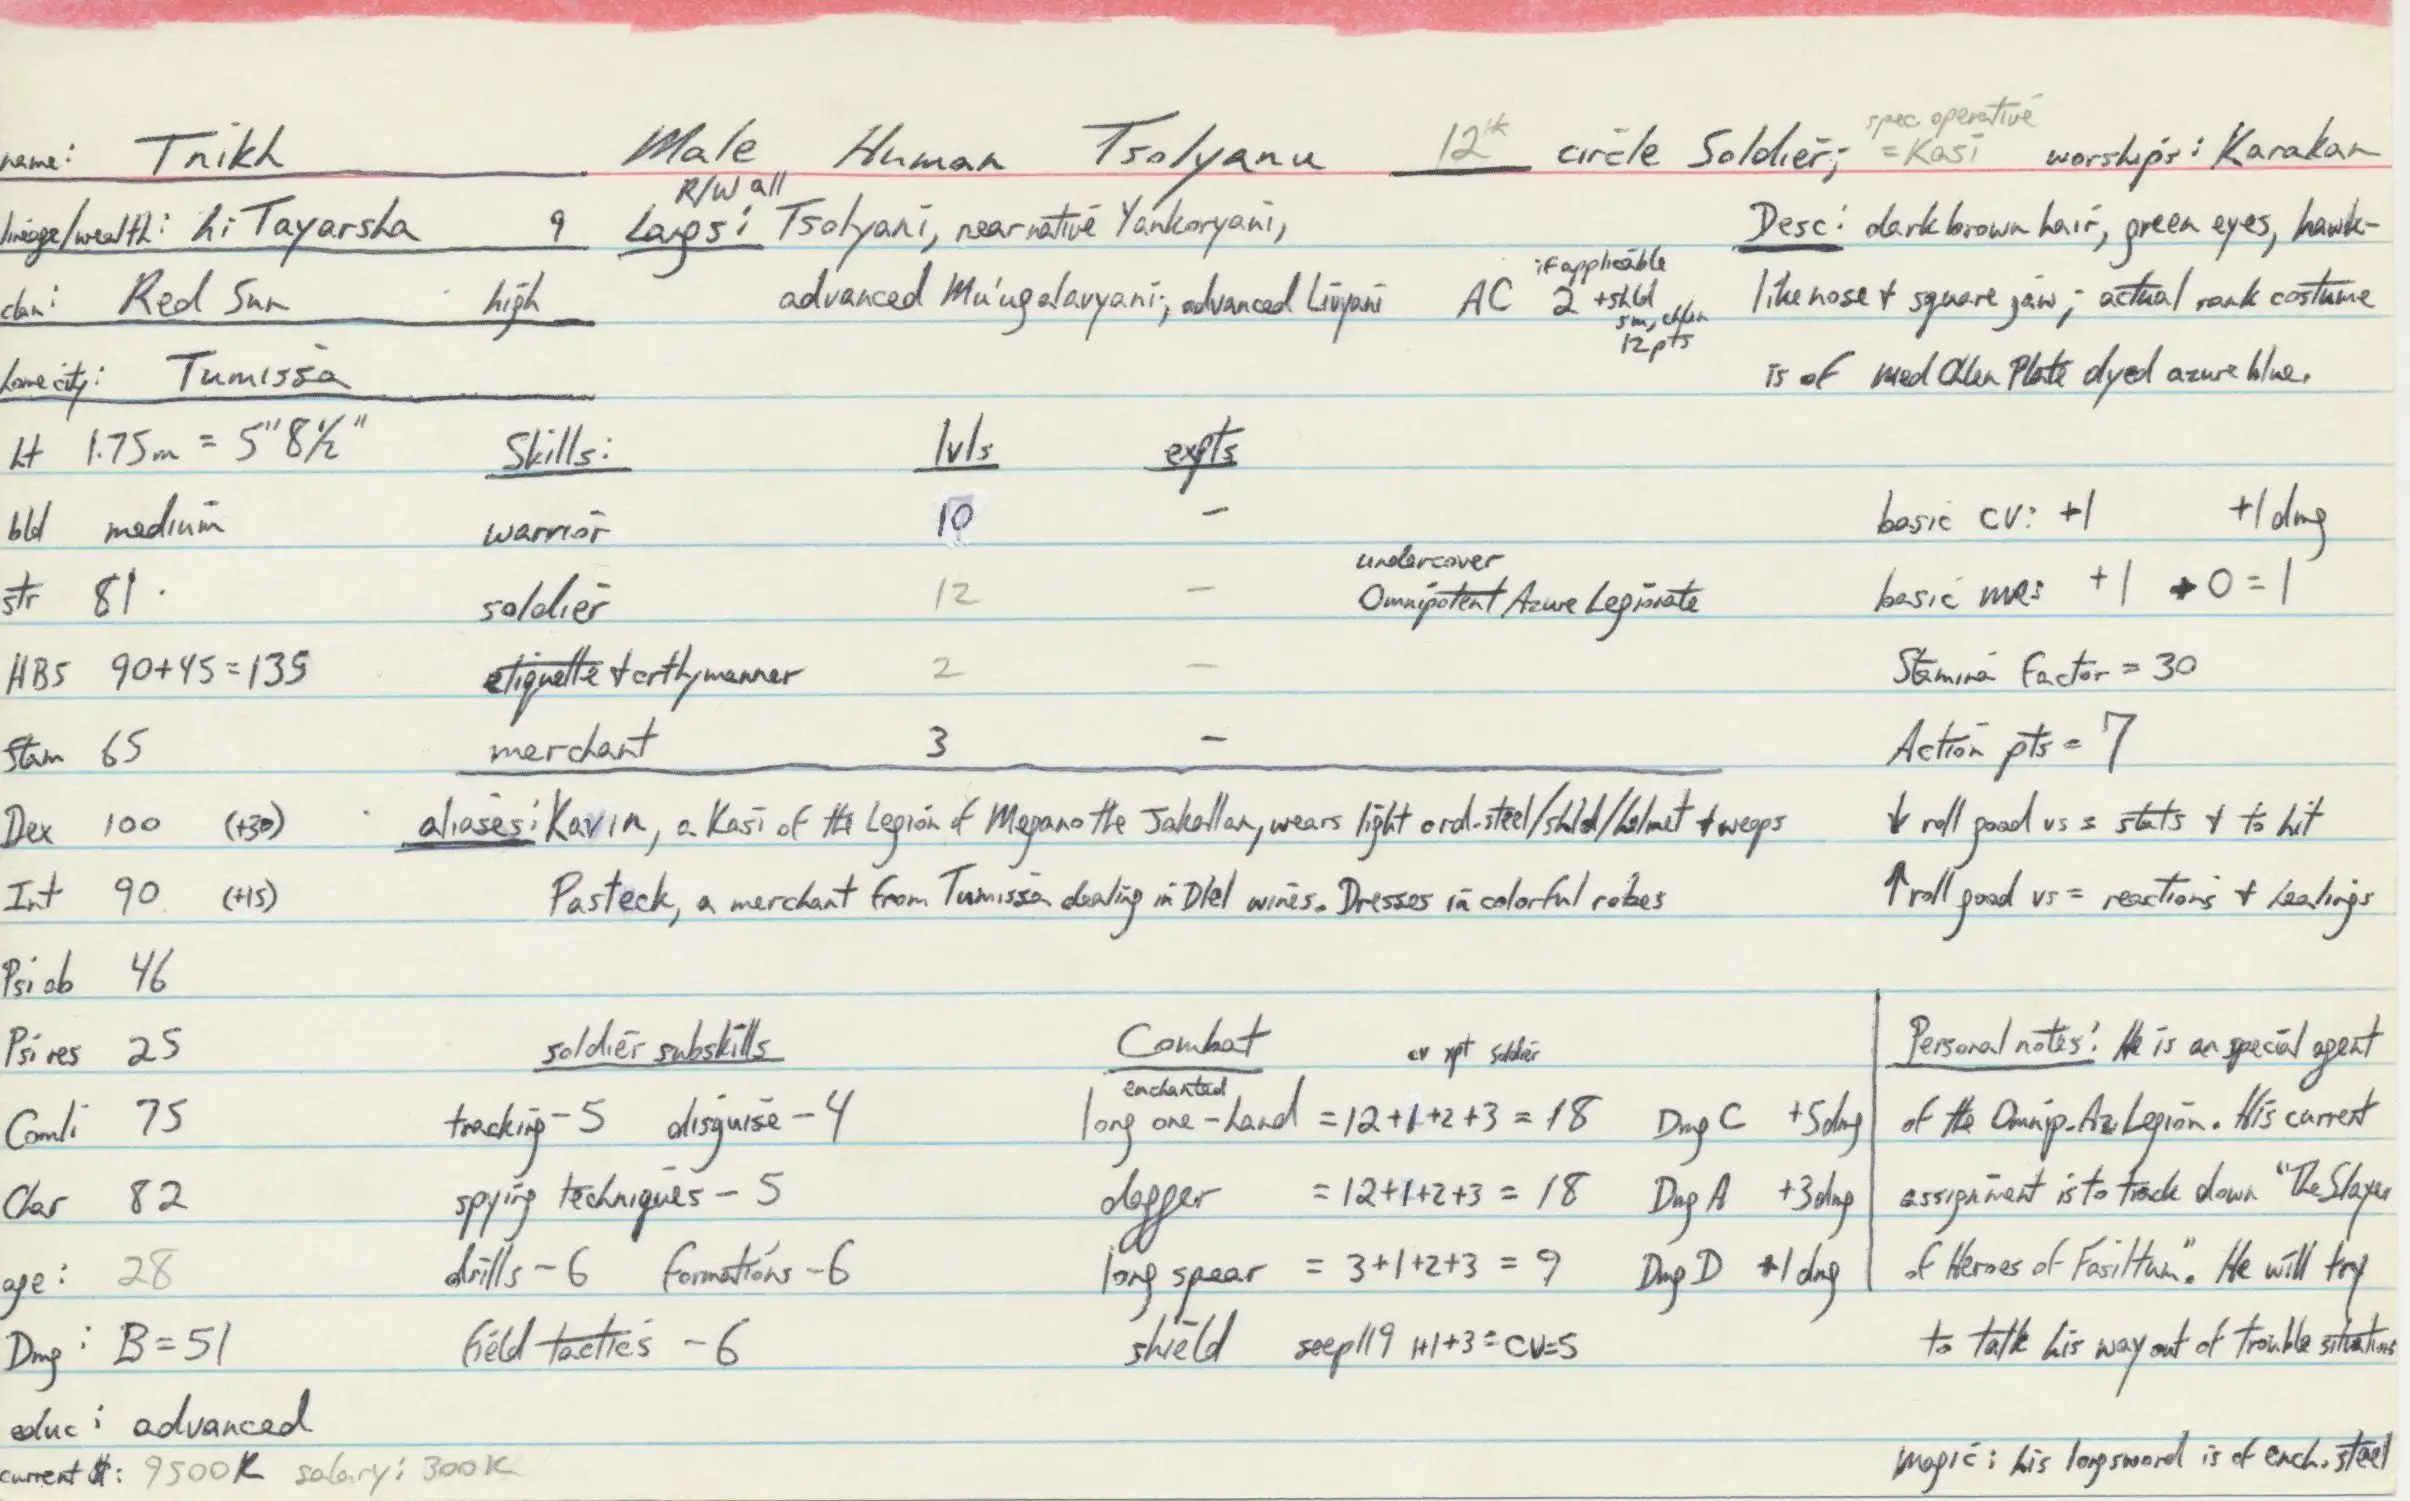 name: Tnikh Male Human Tsolyanu 12th circle Soldier; spec operative = Kasi worships: Karakan
lineage/wealth: hi Tayarsha 9 R/W all Langs: Tsolyani, near native Yankoryani, Desc: dark brown hair, green eyes, hawk-
clan: Red Sun high advanced Mu'ugalavyani; advanced Livyani AC 2 if applicable +shld sm, chlen 12 pts like nose + square jaw; actual rank costume
home city: Tumissa is of med Chlen Plate dyed azure blue.
ht 1.75m = 5" 8 1/2" Skills: lvls expts
bld medium warrior 10 - basic CV: +1 +1 dmg
str 81 soldier 12 - undercover Omnipotent Azure Legionate basic mes +1 + 0 = 1
HBS 90+45=135 etiquette + crthymanner 2 - Stamina Factor = 30
Stam 65 merchant 3 - Action pts = 7
Dex 100 (+30) aliases: Kavin, a Kasi of the Legion of Megano the Jakallan, wears light ord. steel/shld/helmet + weaps ↓ roll good vs = stats + to hit
Int 90 (+15) Pasteck, a merchant from Tumissa dealing in Dlel wines. Dresses in colorful robes ↑ roll good vs = reactions + healings
Psi ab 46
Psi res 25 soldier subskills Combat cv xpt soldier Personal notes: He is an special agent
Comli 75 tracking-5 disguise-4 enchanted long one-hand = 12+1+2+3 = 18 Dmg C +5dmg of the Omnip. Az. Legion. His current
Char 82 spying techniques - 5 dagger = 12+1+2+3 = 18 Dmg A +3dmg assignment is to track down "The Slayer
age: 28 drills - 6 formations - 6 long spear = 3+1+2+3 = 9 Dmg D +1 dmg of Heroes of Fasiltum". He will try
Dmg: B=51 field tactics - 6 shield see p119 1+1+3 = CV=5 to talk his way out of trouble situations
educ: advanced
current $: 9500K salary: 300K magic: his longsword is of ench. steel